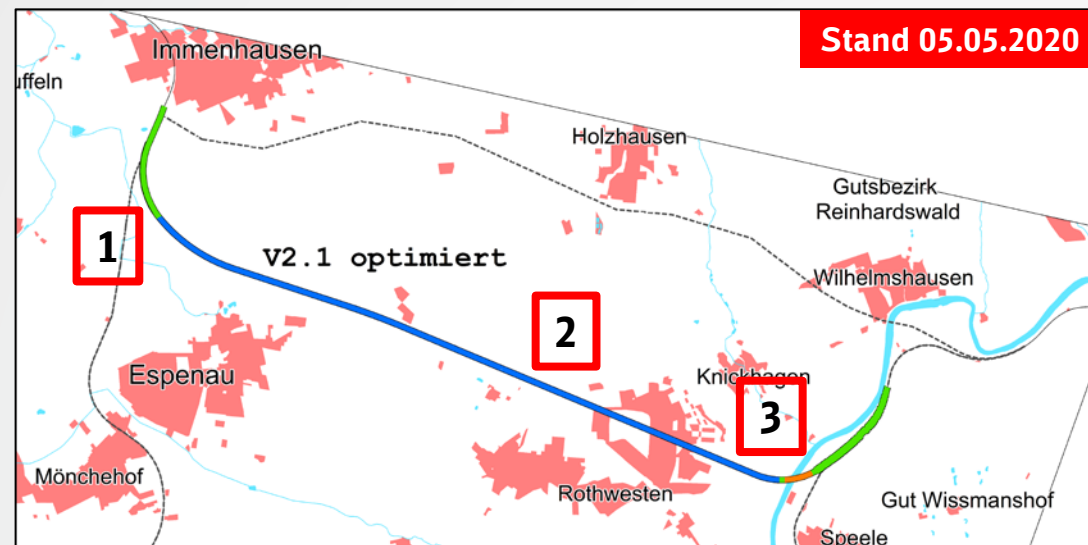 Stand 05.05.2020
Immenhausen
uffeln
Holzhausen
Gutsbezirk
Reinhardswald
1
V2.1 optimiert
Wilhelmshausen
2
Espenau
Knickhagen
3
Mönchehof
Rothwesten
Gut Wissmanshof
Speele